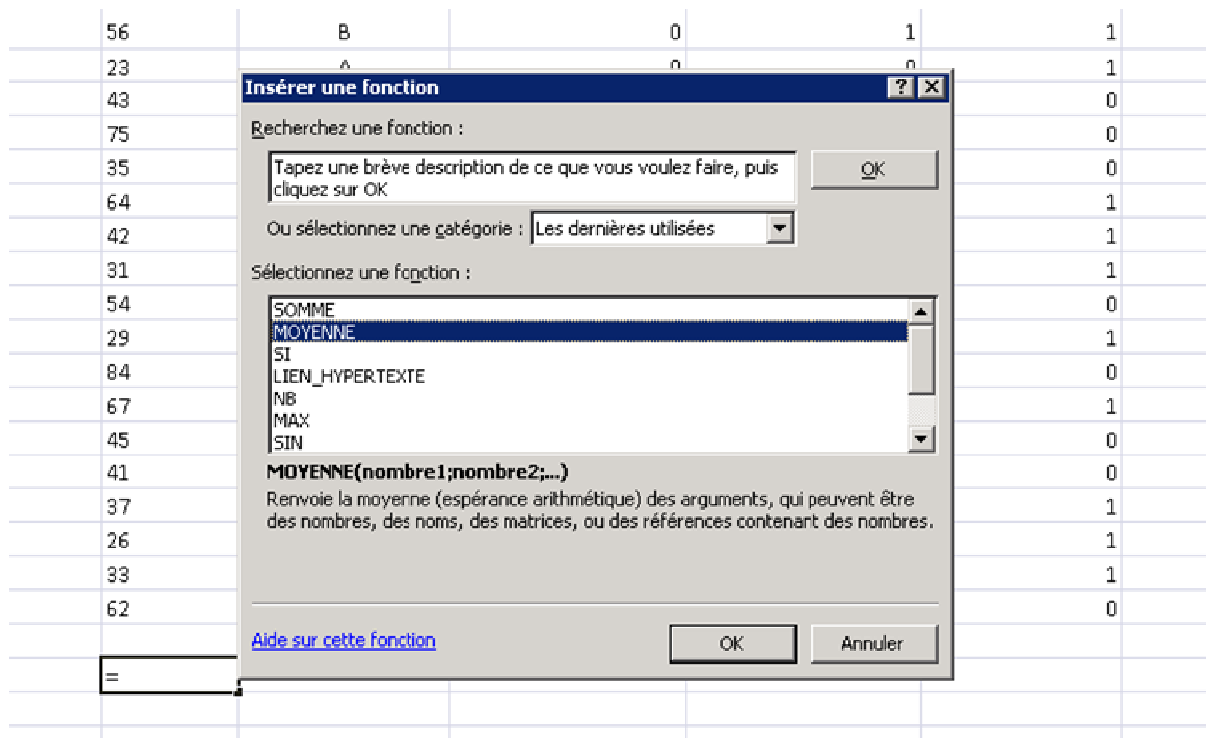 56 B 0 1 1
23 A 0 0 1
Insérer une fonction
43 0
Recherchez une fonction :
75 0
Tapez une brève description de ce que vous voulez faire, puis
cliquez sur OK
OK
35 0
64 1
Ou sélectionnez une catégorie : Les dernières utilisées
42 1
Sélectionnez une fonction :
31 1
SOMME
54 0
MOYENNE
29 1
SI
LIEN_HYPERTEXTE
84 0
NB
67 1
MAX
SIN
45 0
MOYENNE(nombre1;nombre2;...)
41 0
Renvoie la moyenne (espérance arithmétique) des arguments, qui peuvent être
37 1
des nombres, des noms, des matrices, ou des références contenant des nombres.
26 1
33 1
62 0
Aide sur cette fonction OK Annuler
=